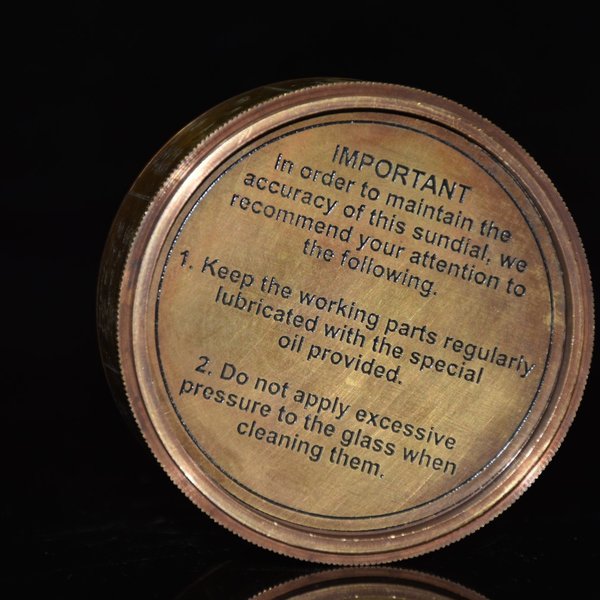 IMPORTANT
In order to maintain the
accuracy of this sundial, we
recommend your attention to
the following.
1. Keep the working parts regularly
lubricated with the special
oil provided.
2. Do not apply excessive
pressure to the glass when
cleaning them.